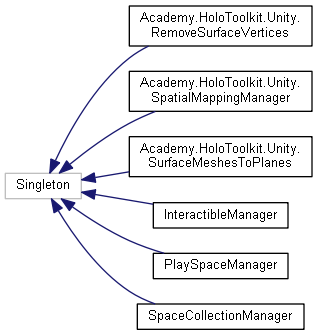 Academy.HoloToolkit.Unity.
RemoveSurfaceVertices
Academy.HoloToolkit.Unity.
SpatialMappingManager
Academy.HoloToolkit.Unity.
SurfaceMeshesToPlanes
Singleton
InteractibleManager
PlaySpaceManager
SpaceCollectionManager